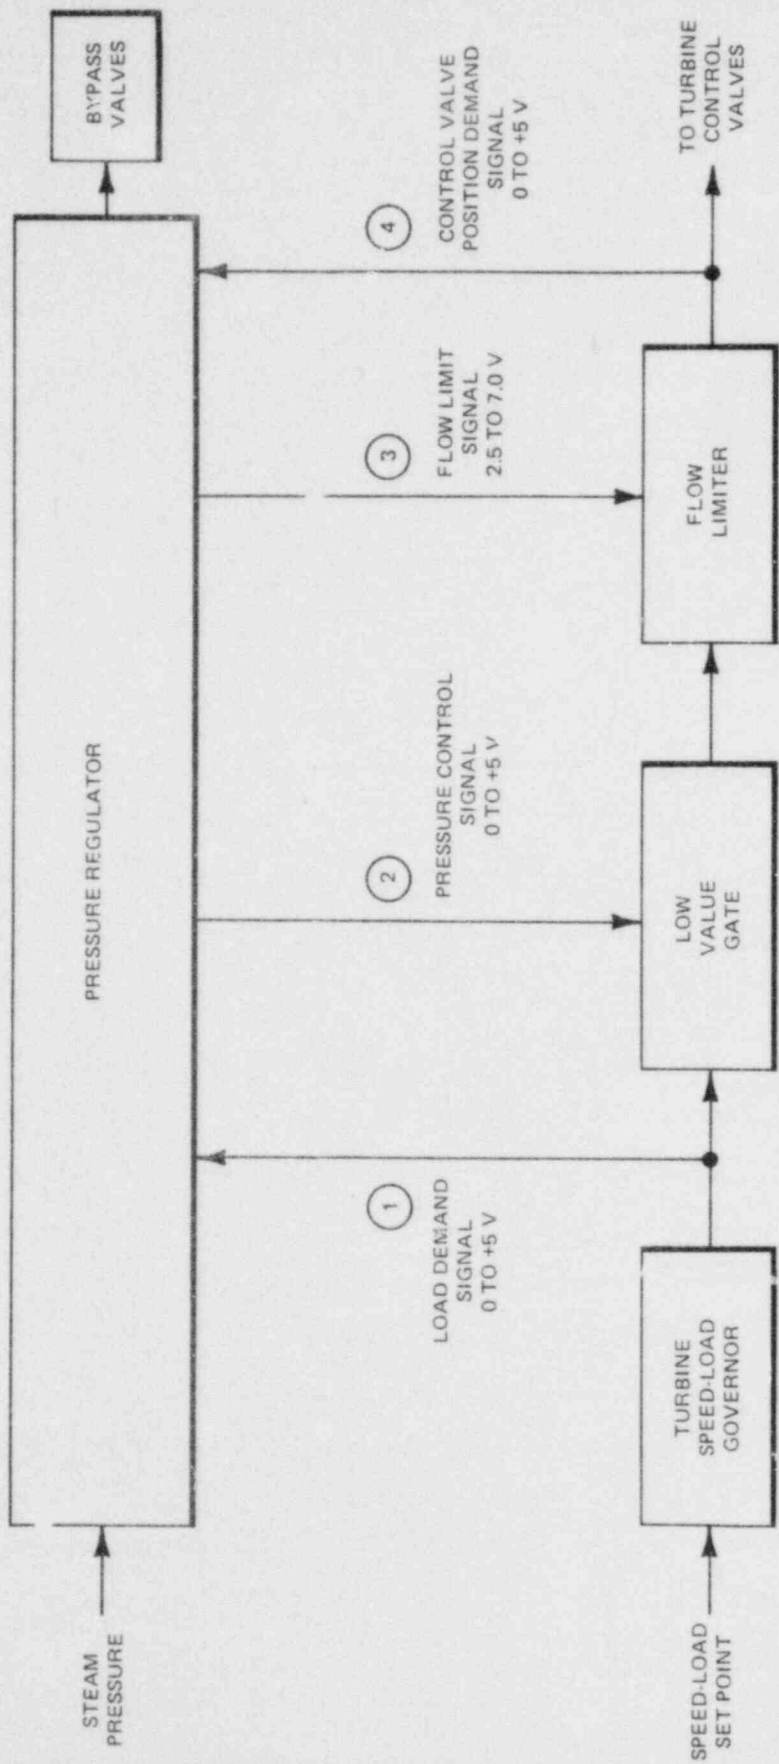 STEAM
PRESSURE
PRESSURE REGULATOR
BYPASS
VALVES
1
LOAD DEMAND
SIGNAL
0 TO +5 V
2
PRESSURE CONTROL
SIGNAL
0 TO +5 V
3
FLOW LIMIT
SIGNAL
2.5 TO 7.0 V
4
CONTROL VALVE
POSITION DEMAND
SIGNAL
0 TO +5 V
SPEED-LOAD
SET POINT
TURBINE
SPEED-LOAD
GOVERNOR
LOW
VALUE
GATE
FLOW
LIMITER
TO TURBINE
CONTROL
VALVES